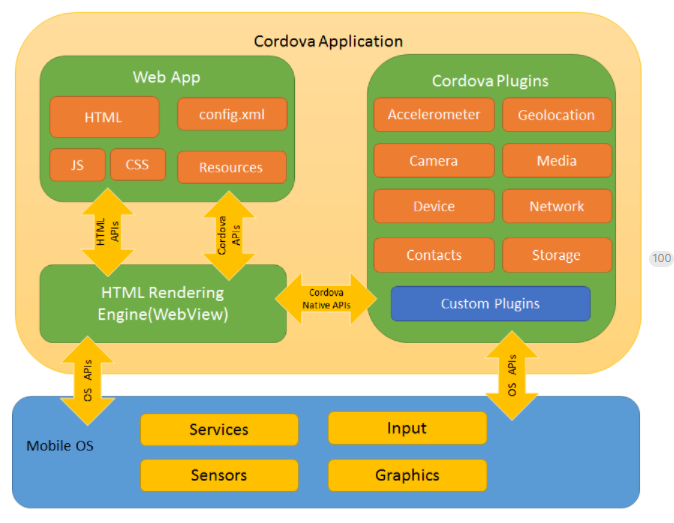 Cordova Application
Web App
HTML
config.xml
JS
CSS
Resources
HTML
APIs
Cordova
APIs
HTML Rendering
Engine(WebView)
Cordova
Native APIs
Cordova Plugins
Accelerometer
Geolocation
Camera
Media
Device
Network
Contacts
Storage
Custom Plugins
OS APIs
OS APIs
Mobile OS
Services
Input
Sensors
Graphics
100